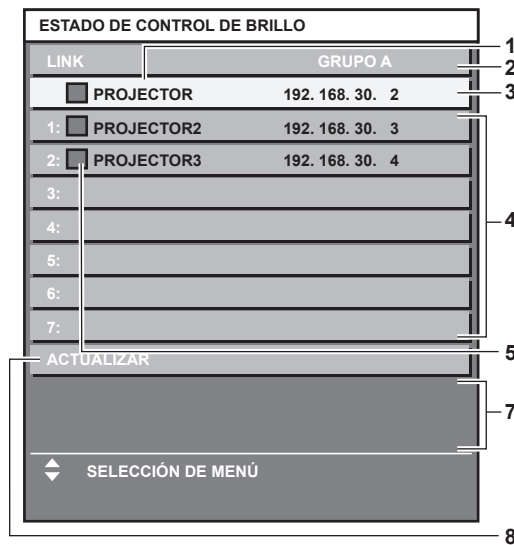 ESTADO DE CONTROL DE BRILLO
LINK GRUPO A
PROJECTOR 192. 168. 30. 2
1: PROJECTOR2 192. 168. 30. 3
2: PROJECTOR3 192. 168. 30. 4
3:
4:
5:
6:
7:
ACTUALIZAR
SELECCIÓN DE MENÚ
1
2
3
4
5
7
8